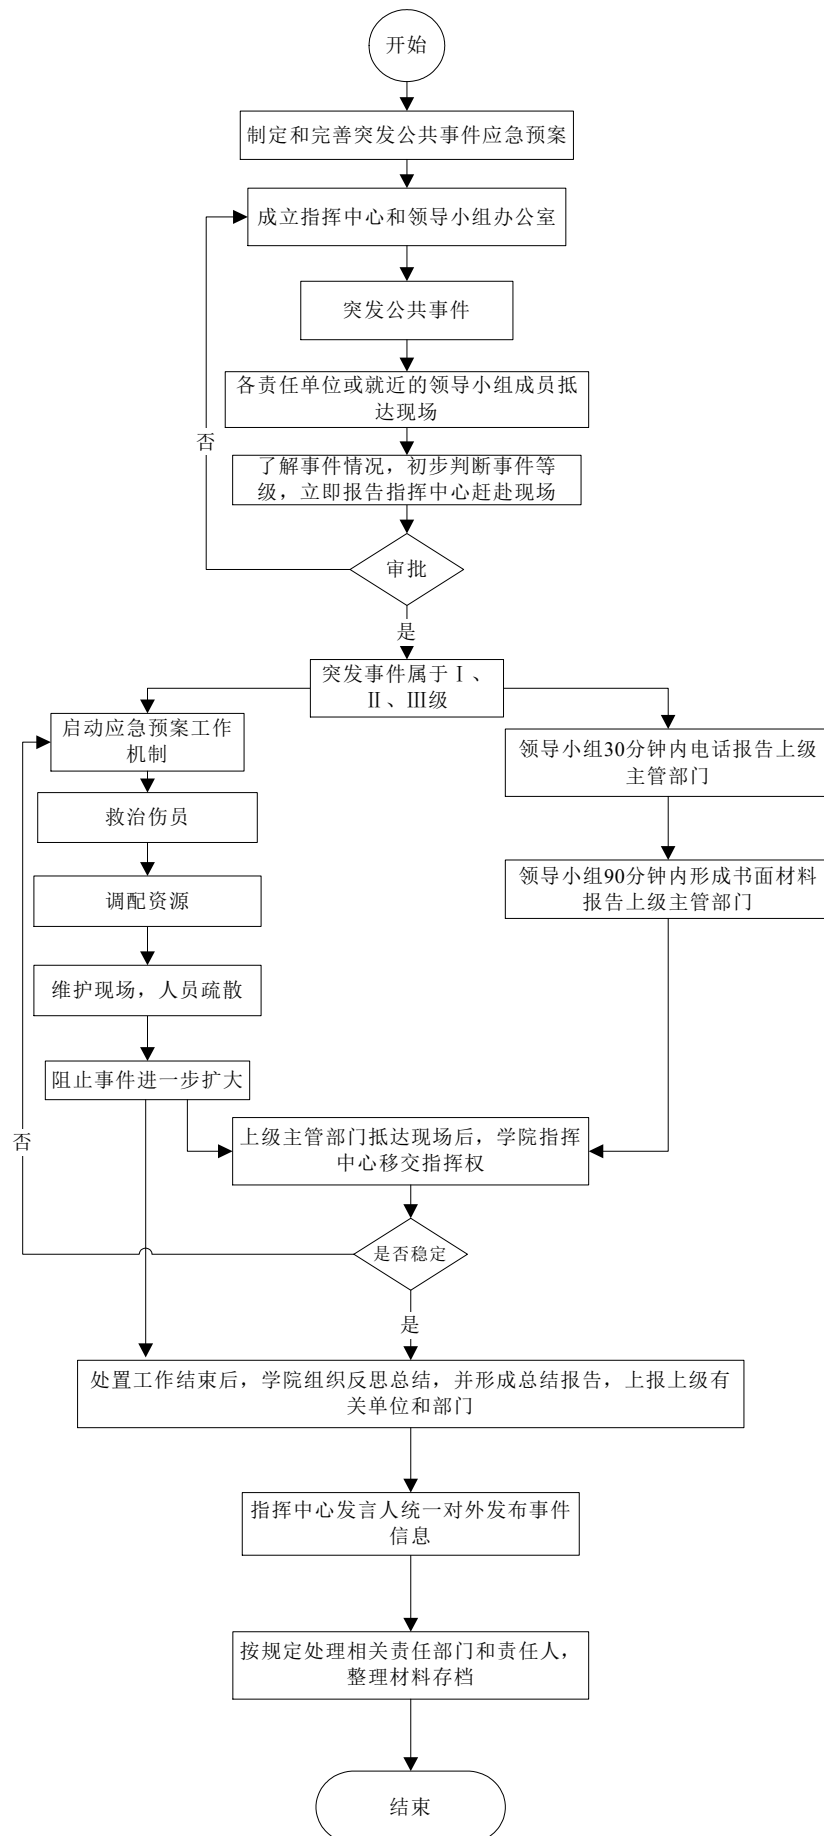 开始
制定和完善突发公共事件应急预案
成立指挥中心和领导小组办公室
突发公共事件
各责任单位或就近的领导小组成员抵
达现场
否
了解事件情况，初步判断事件等
级，立即报告指挥中心赶赴现场
审批
是
突发事件属于Ⅰ、
Ⅱ、Ⅲ级
启动应急预案工作
机制
领导小组30分钟内电话报告上级
主管部门
救治伤员
调配资源
领导小组90分钟内形成书面材料
报告上级主管部门
维护现场，人员疏散
阻止事件进一步扩大
否
上级主管部门抵达现场后，学院指挥
中心移交指挥权
是否稳定
是
处置工作结束后，学院组织反思总结，并形成总结报告，上报上级有
关单位和部门
指挥中心发言人统一对外发布事件
信息
按规定处理相关责任部门和责任人，
整理材料存档
结束